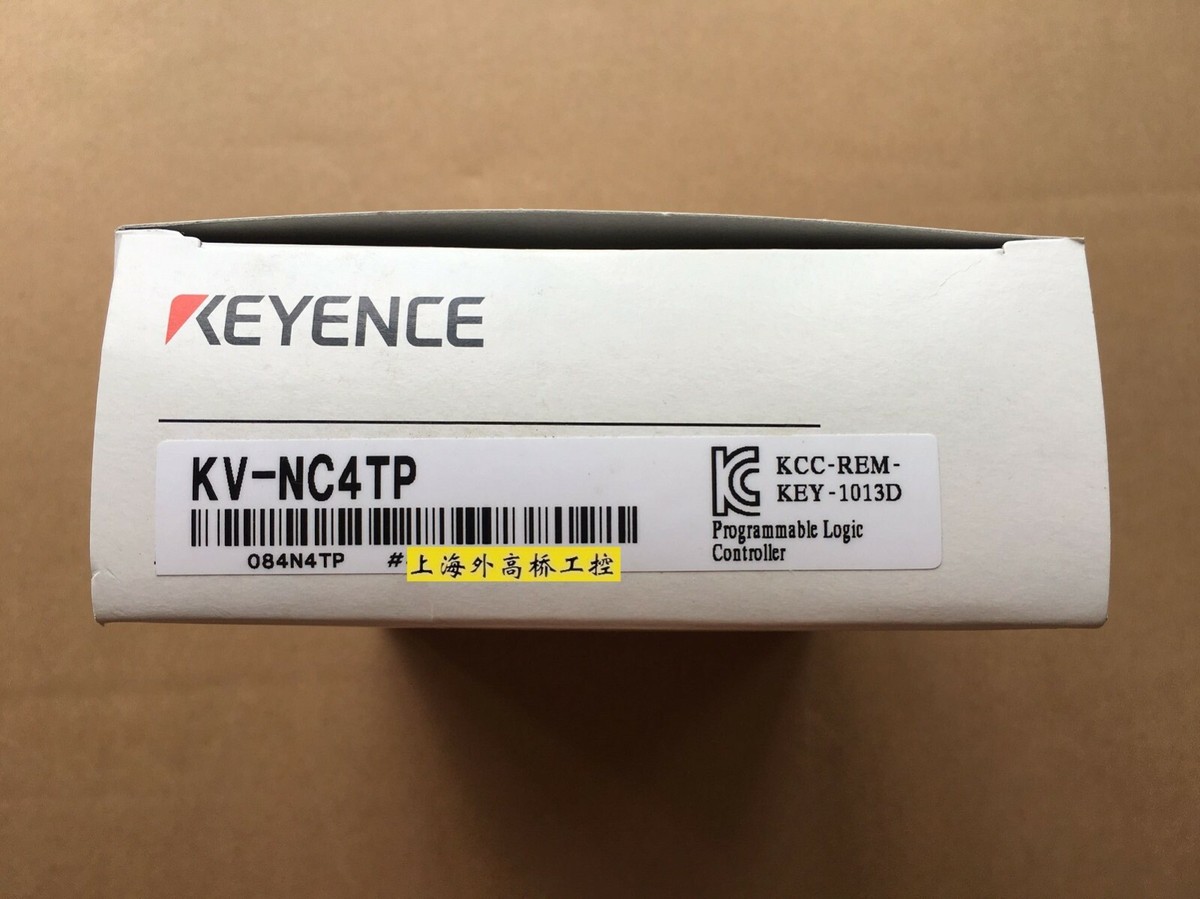 KEYENCE
KV-NC4TP
084N4TP #
上海外高桥工控
KCC-REM-
KEY-1013D
Programmable Logic
Controller